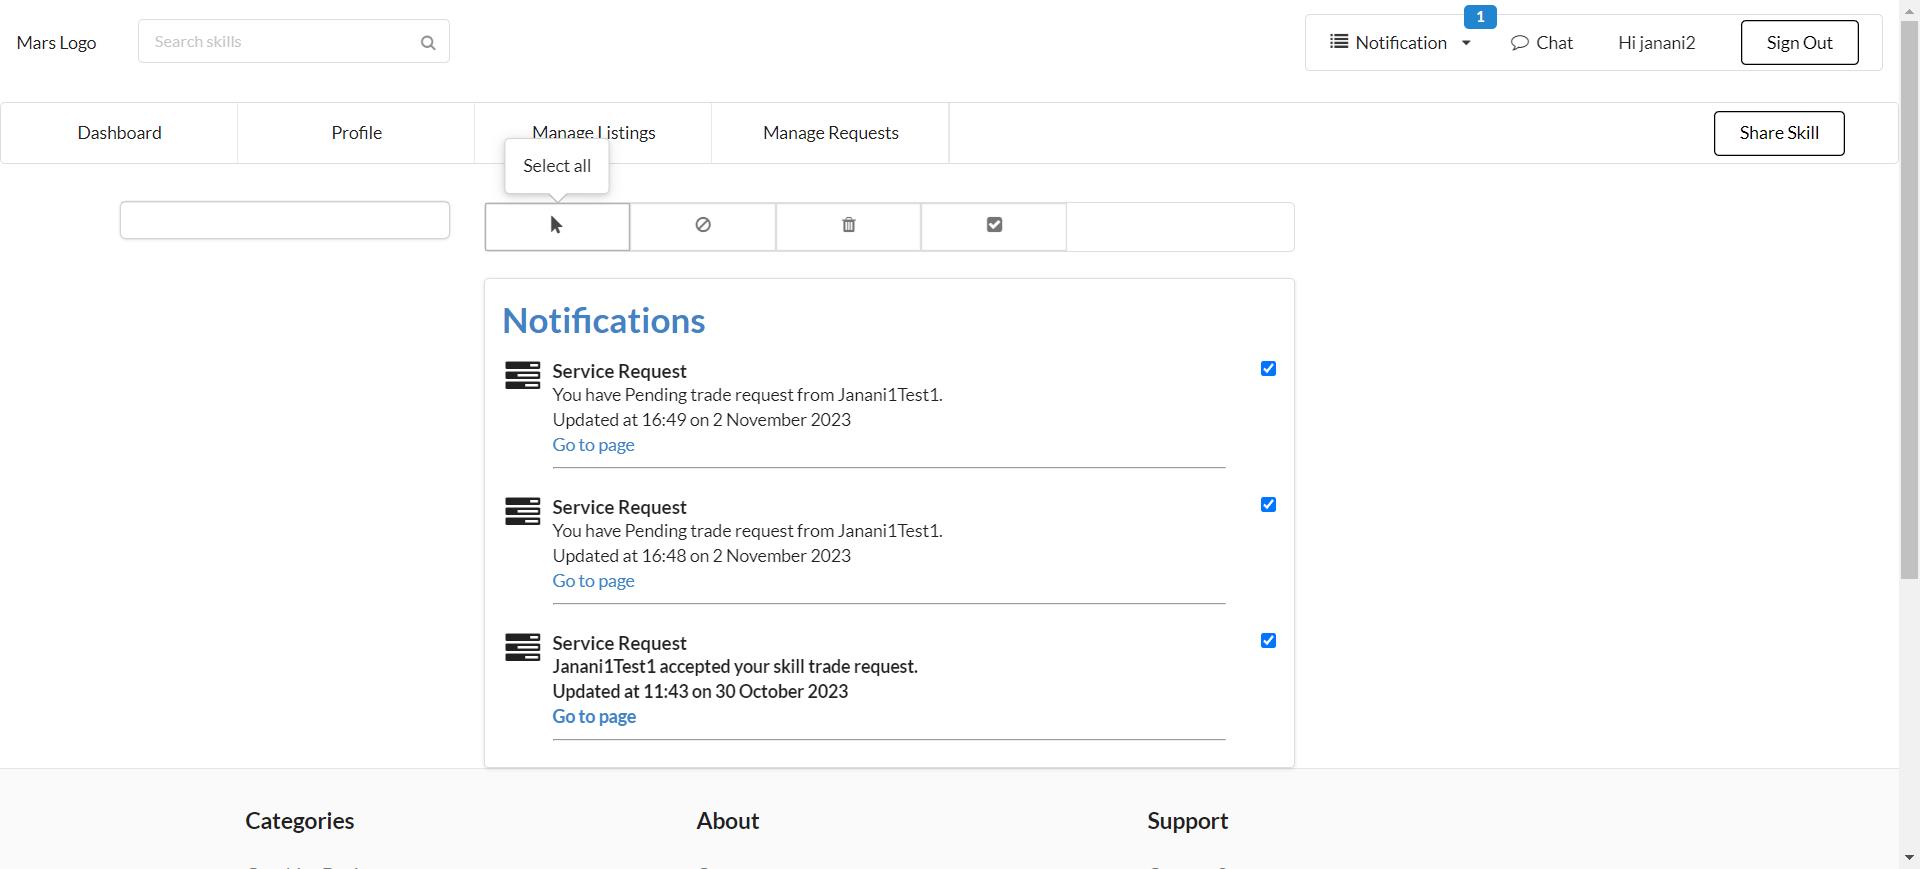 Mars Logo
Search skills
1
Notification
Chat
Hi janani2
Sign Out
Dashboard
Profile
Manage Listings
Manage Requests
Share Skill
Select all
Notifications
Service Request
You have Pending trade request from Janani1Test1.
Updated at 16:49 on 2 November 2023
Go to page
Service Request
You have Pending trade request from Janani1Test1.
Updated at 16:48 on 2 November 2023
Go to page
Service Request
Janani1Test1 accepted your skill trade request.
Updated at 11:43 on 30 October 2023
Go to page
Categories
About
Support